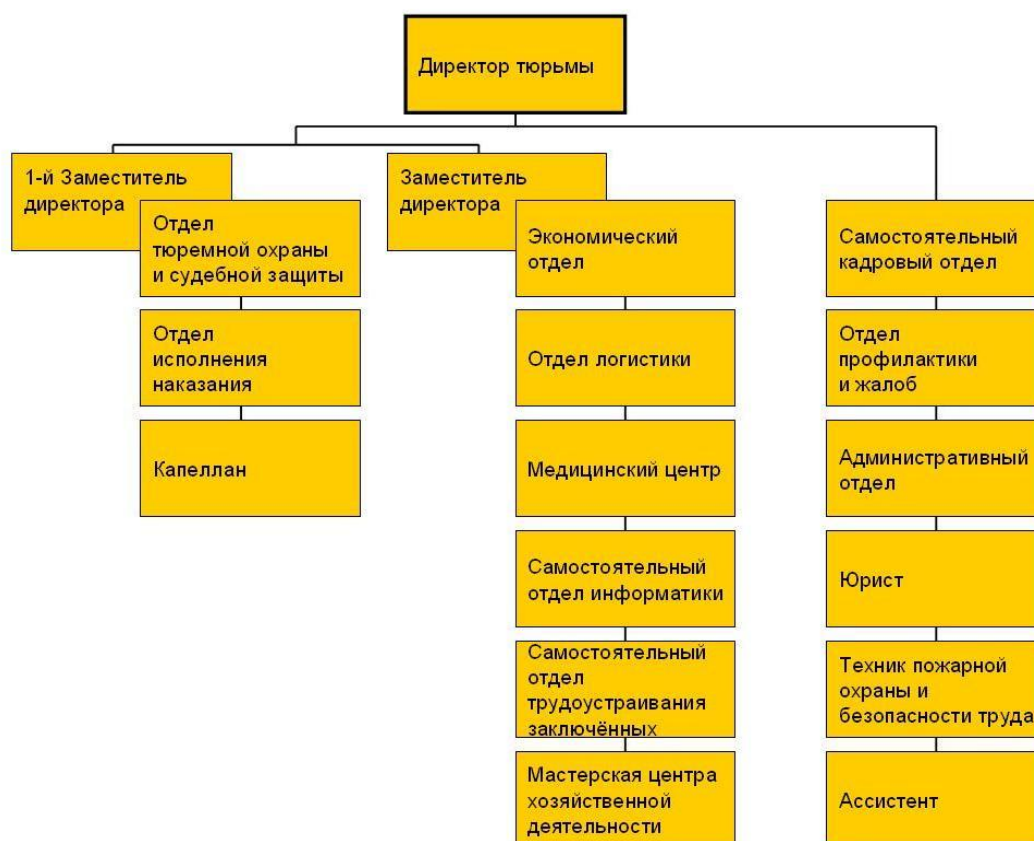 Директор тюрьмы
1-й Заместитель
директора
Отдел
тюремной охраны
и судебной защиты
Отдел
исполнения
наказания
Капеллан
Заместитель
директора
Экономический
отдел
Отдел логистики
Медицинский центр
Самостоятельный
отдел информатики
Самостоятельный
отдел
трудоустраивания
заключённых
Мастерская центра
хозяйственной
деятельности
Самостоятельный
кадровый отдел
Отдел
профилактики
и жалоб
Административный
отдел
Юрист
Техник пожарной
охраны и
безопасности труда
Ассистент